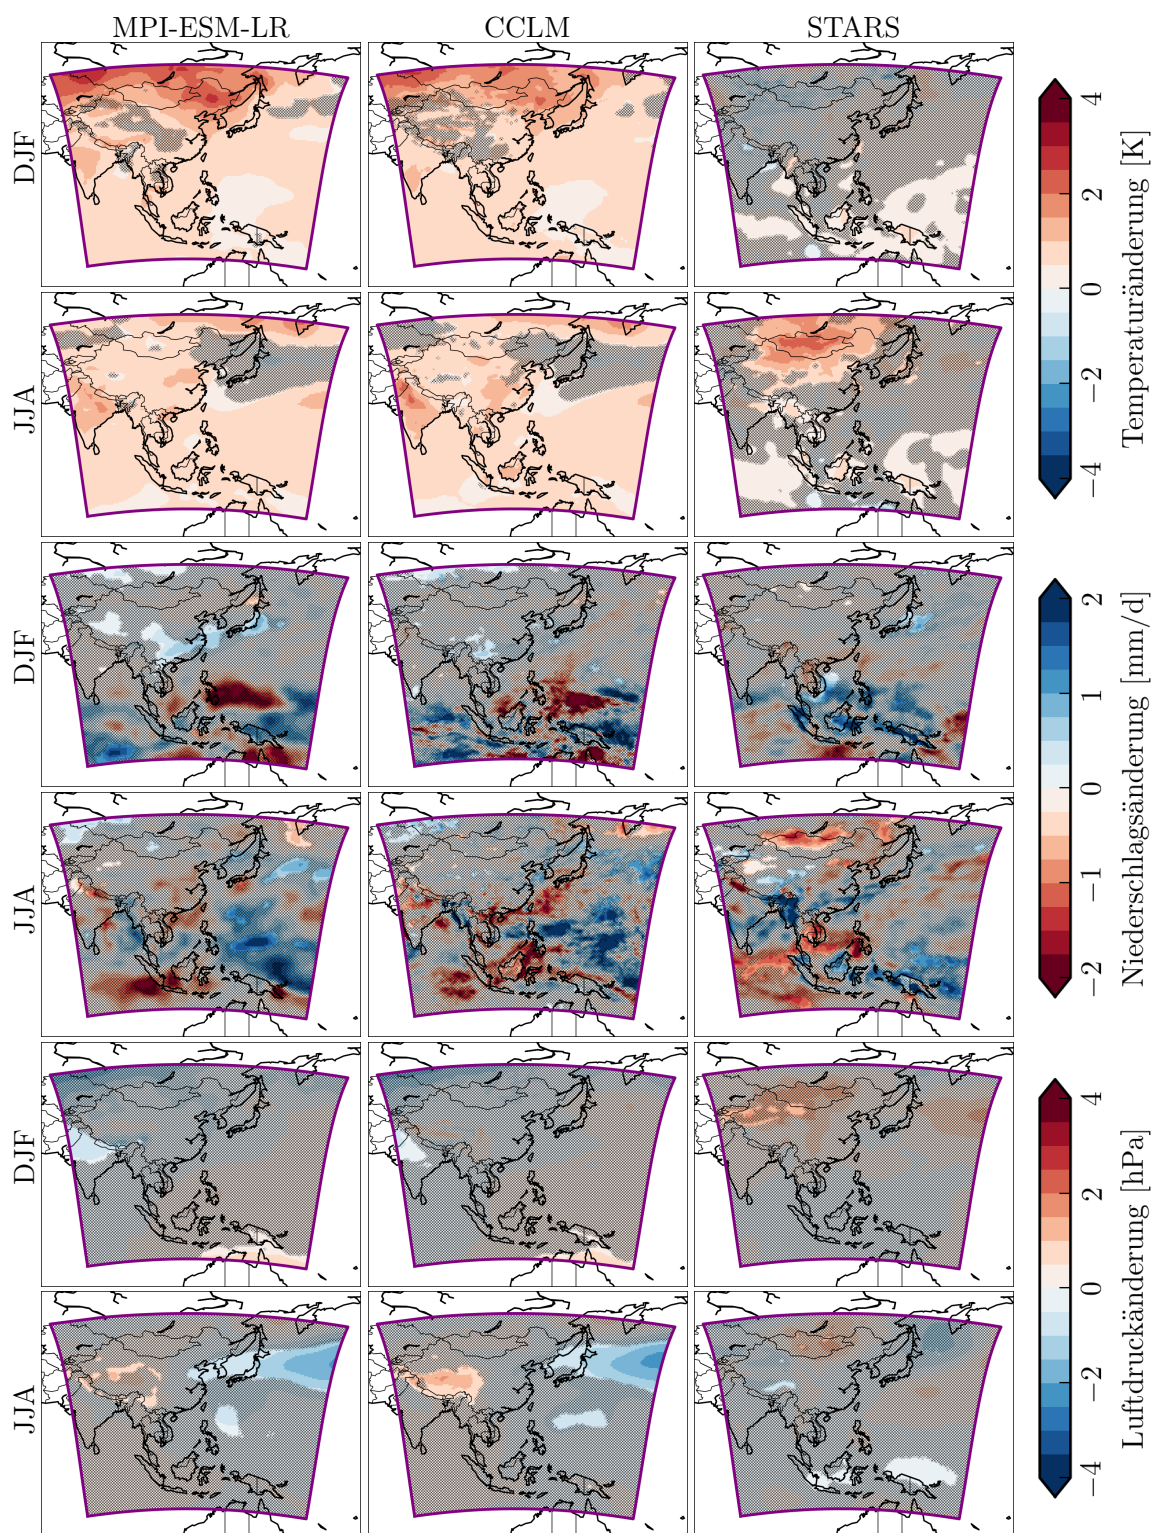 MPI-ESM-LR CCLM STARS
DJF
JJA
DJF
JJA
DJF
JJA
4
2
0
−2
−4
Temperaturänderung [K]
2
1
0
−1
−2
Niederschlagsänderung [mm/d]
4
2
0
−2
−4
Luftdruckänderung [hPa]